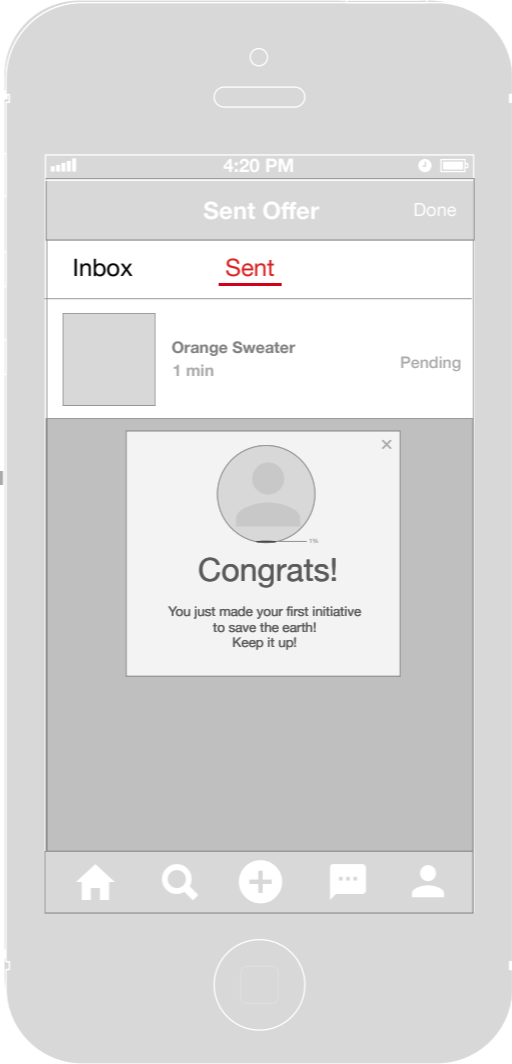 4:20 PM
Sent Offer Done
Inbox Sent
Orange Sweater
1 min
Pending
1%
Congrats!
You just made your first initiative
to save the earth!
Keep it up!